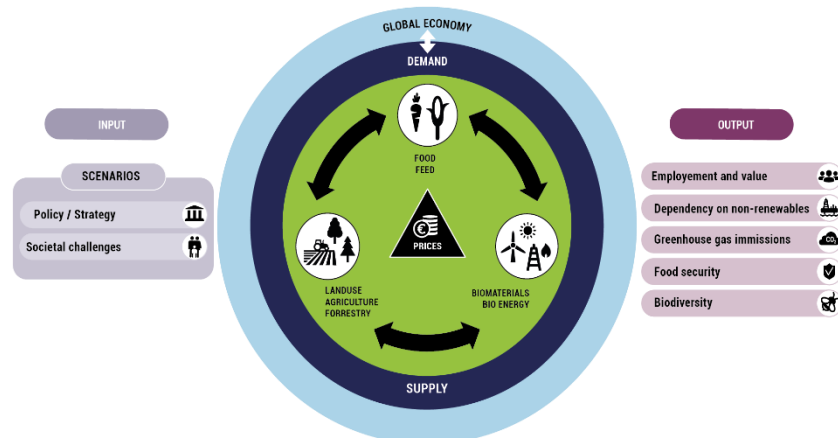 GLOBAL ECONOMY
DEMAND
INPUT
SCENARIOS
Policy / Strategy
Societal challenges
FOOD
FEED
€
PRICES
LANDUSE
AGRICULTURE
FORRESTRY
BIOMATERIALS
BIO ENERGY
SUPPLY
OUTPUT
Employement and value
Dependency on non-renewables
Greenhouse gas immissions
CO2
Food security
Biodiversity